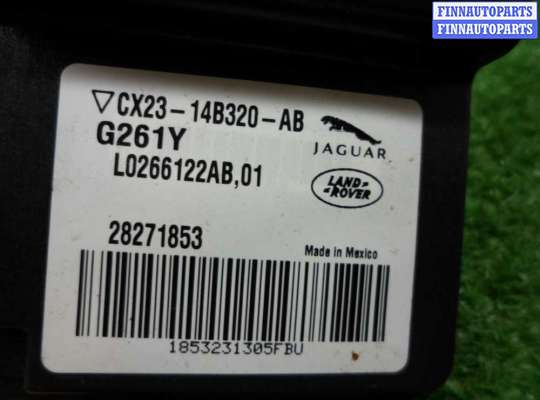 FINNAUTOPARTS
FINNAUTOPARTS
CX23-14B320-AB
G261Y
JAGUAR
L0266122AB,01
LAND-
ROVER
28271853
Made in Mexico
1853231305FBU